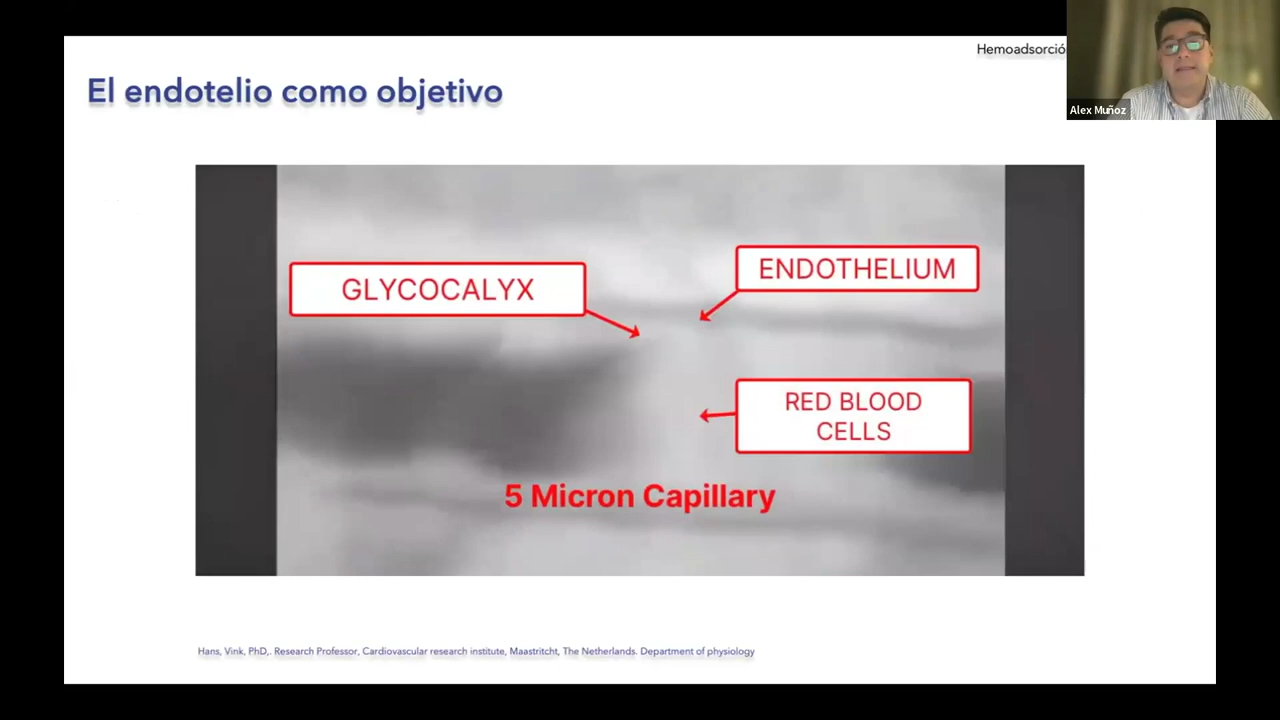 Hemoadsorció
Alex Muñoz
El endotelio como objetivo
GLYCOCALYX
ENDOTHELIUM
RED BLOOD
CELLS
5 Micron Capillary
Hans, Vink, PhD,. Research Professor, Cardiovascular research institute, Maastritcht, The Netherlands. Department of physiology